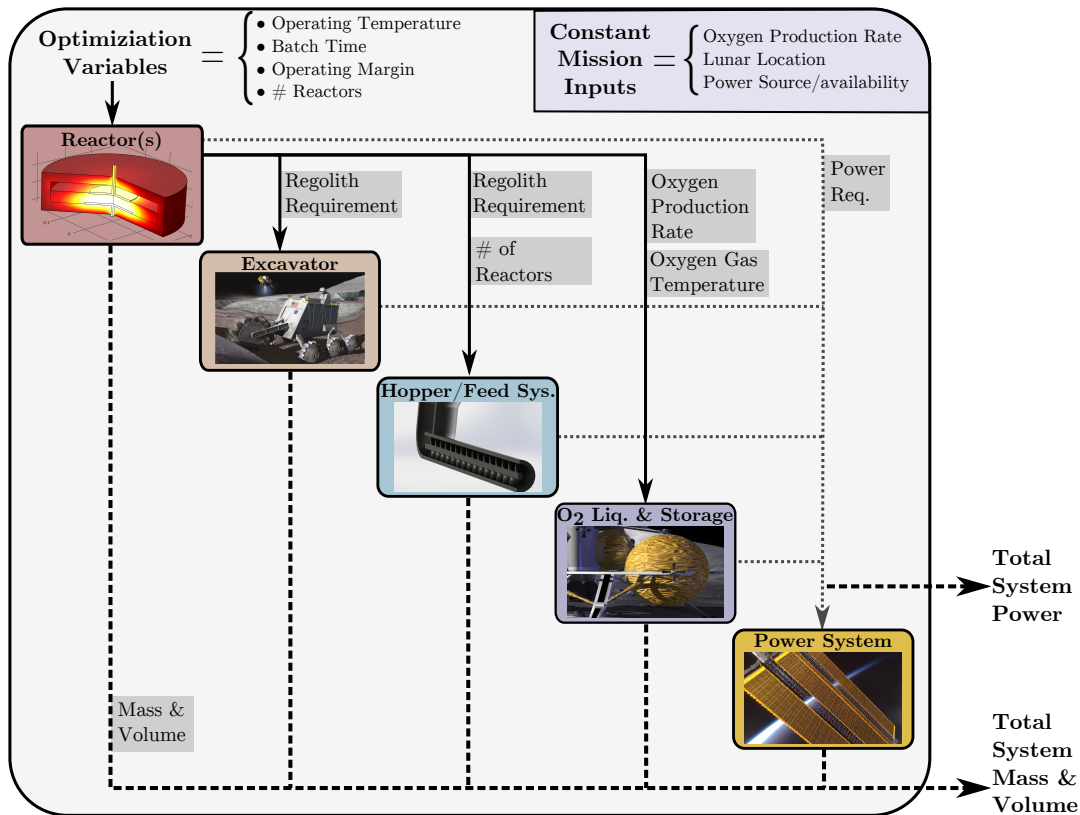 Optimiziation
Variables
=
• Operating Temperature
• Batch Time
• Operating Margin
• # Reactors
Constant
Mission
Inputs
=
Oxygen Production Rate
Lunar Location
Power Source/availability
Reactor(s)
Regolith
Requirement
Regolith
Requirement
# of
Reactors
Oxygen
Production
Rate
Oxygen Gas
Temperature
Power
Req.
Excavator
Hopper/Feed Sys.
O2 Liq. & Storage
Total
System
Power
Power System
Mass &
Volume
Total
System
Mass &
Volume